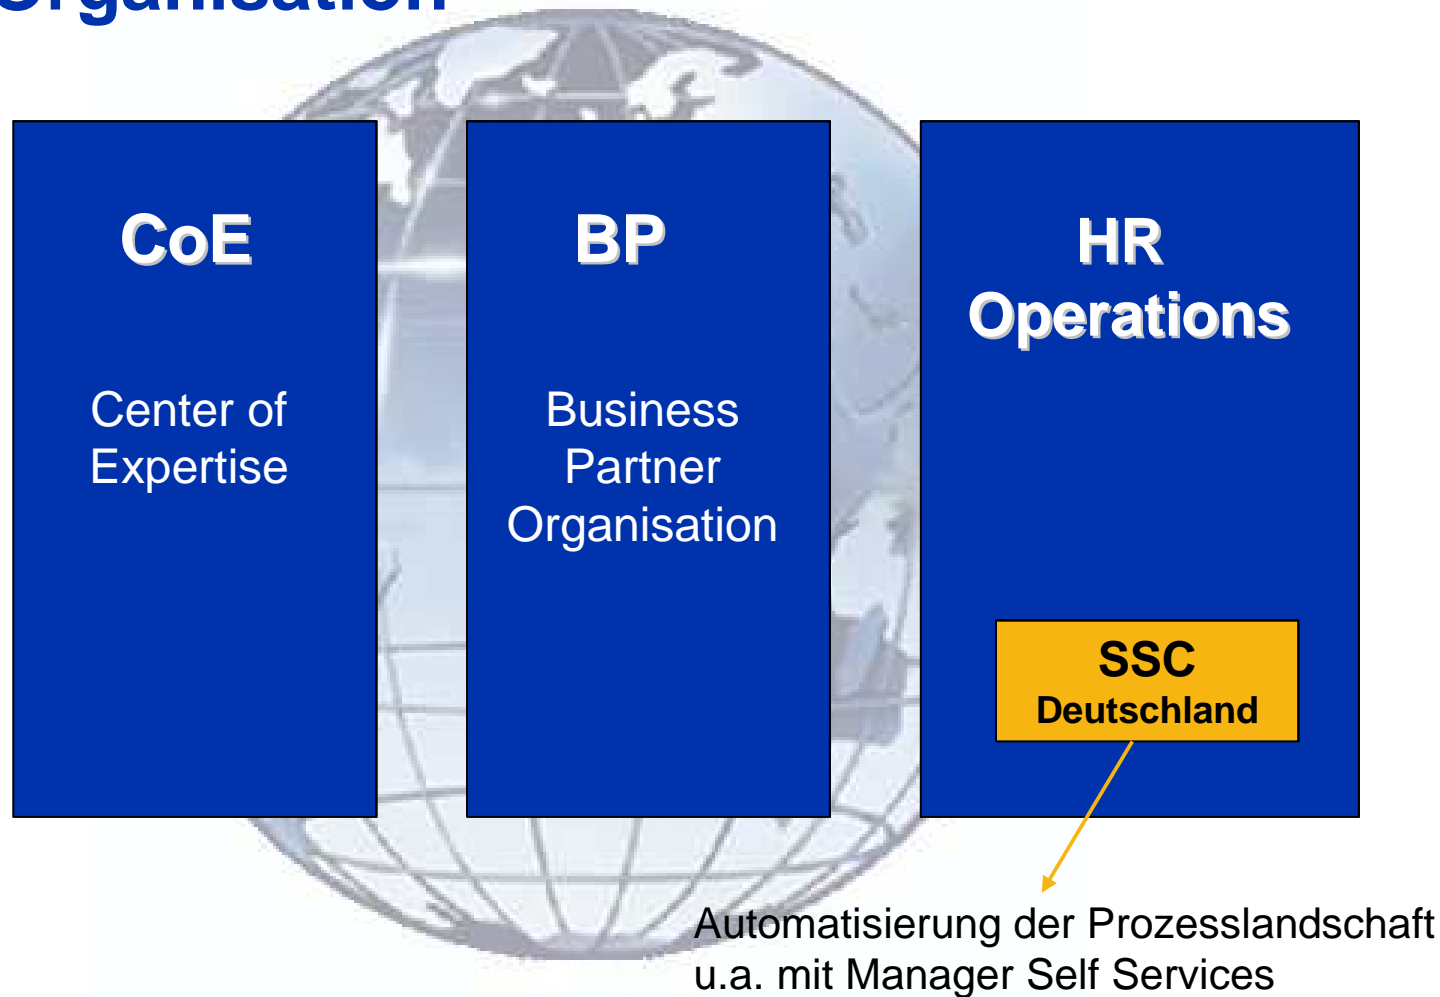 Organisation
CoE
Center of
Expertise
BP
Business
Partner
Organisation
HR
Operations
SSC
Deutschland
Automatisierung der Prozesslandschaft
u.a. mit Manager Self Services